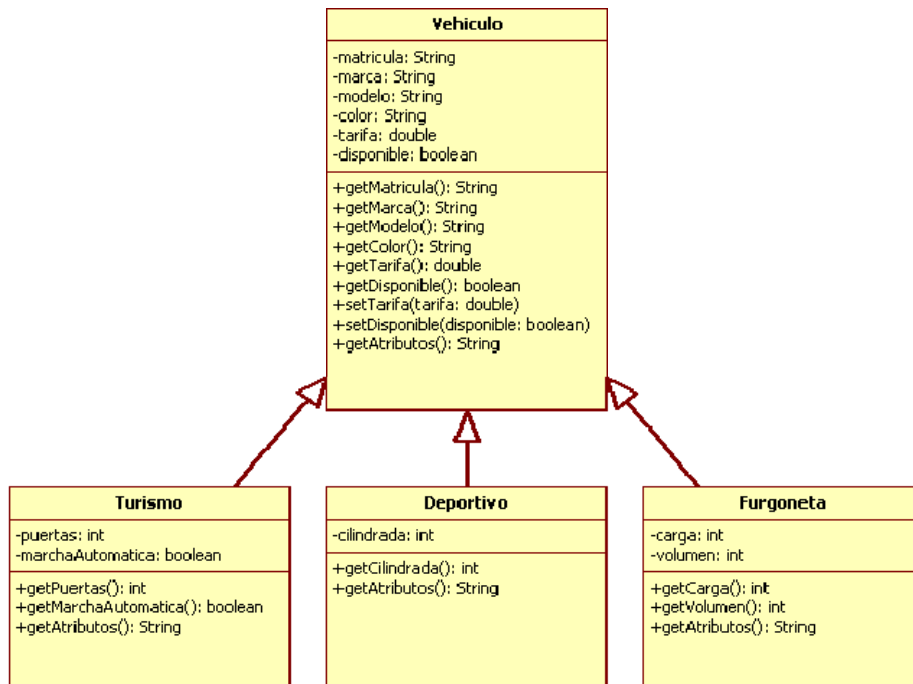 Vehiculo
-matricula: String
-marca: String
-modelo: String
-color: String
-tarifa: double
-disponible: boolean
+getMatricula(): String
+getMarca(): String
+getModelo(): String
+getColor(): String
+getTarifa(): double
+getDisponible(): boolean
+setTarifa(tarifa: double)
+setDisponible(disponible: boolean)
+getAtributos(): String
Turismo
-puertas: int
-marchaAutomatica: boolean
+getPuertas(): int
+getMarchaAutomatica(): boolean
+getAtributos(): String
Deportivo
-cilindrada: int
+getCilindrada(): int
+getAtributos(): String
Furgoneta
-carga: int
-volumen: int
+getCarga(): int
+getVolumen(): int
+getAtributos(): String